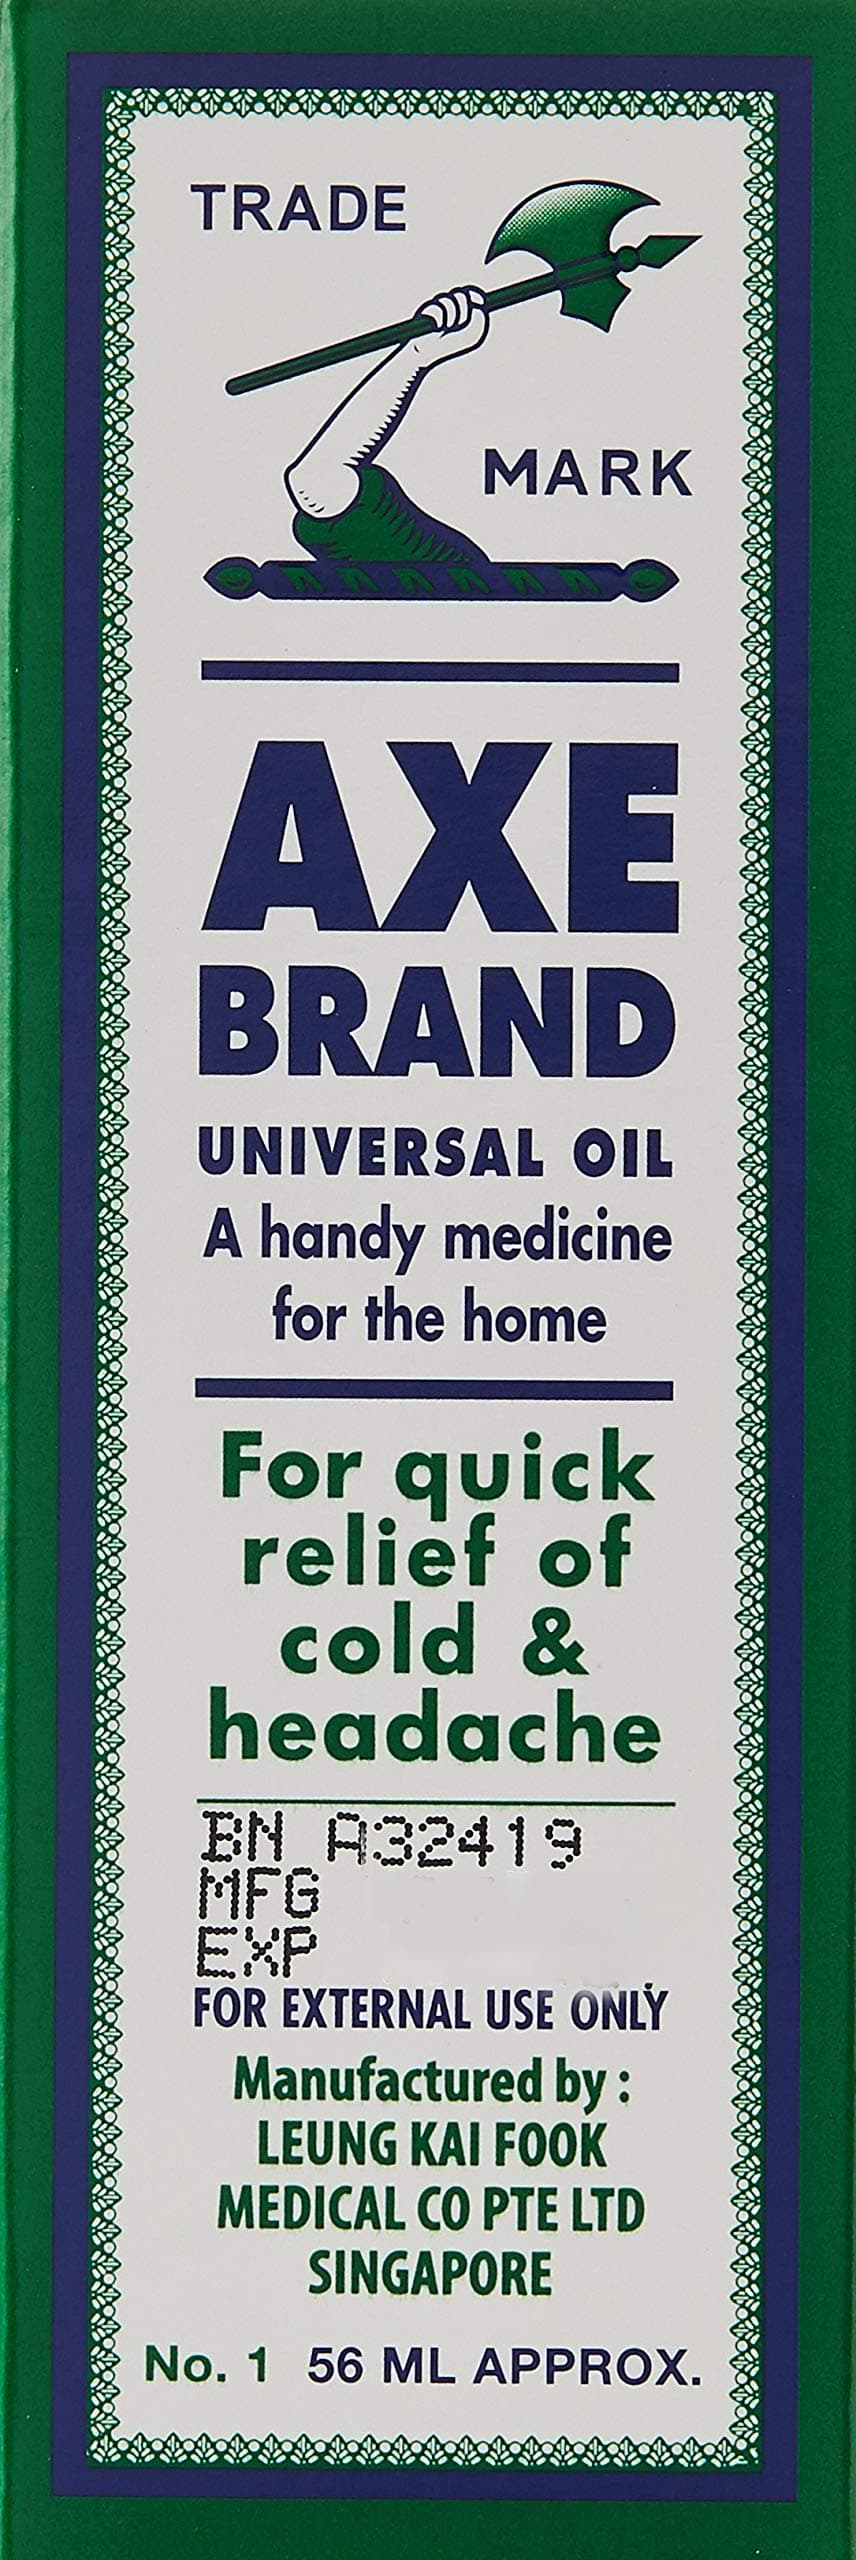 TRADE
MARK
AXE
BRAND
UNIVERSAL OIL
A handy medicine
for the home
For quick
relief of
cold &
headache
BN A32419
MFG
EXP
FOR EXTERNAL USE ONLY
Manufactured by :
LEUNG KAI FOOK
MEDICAL CO PTE LTD
SINGAPORE
No. 1 56 ML APPROX.